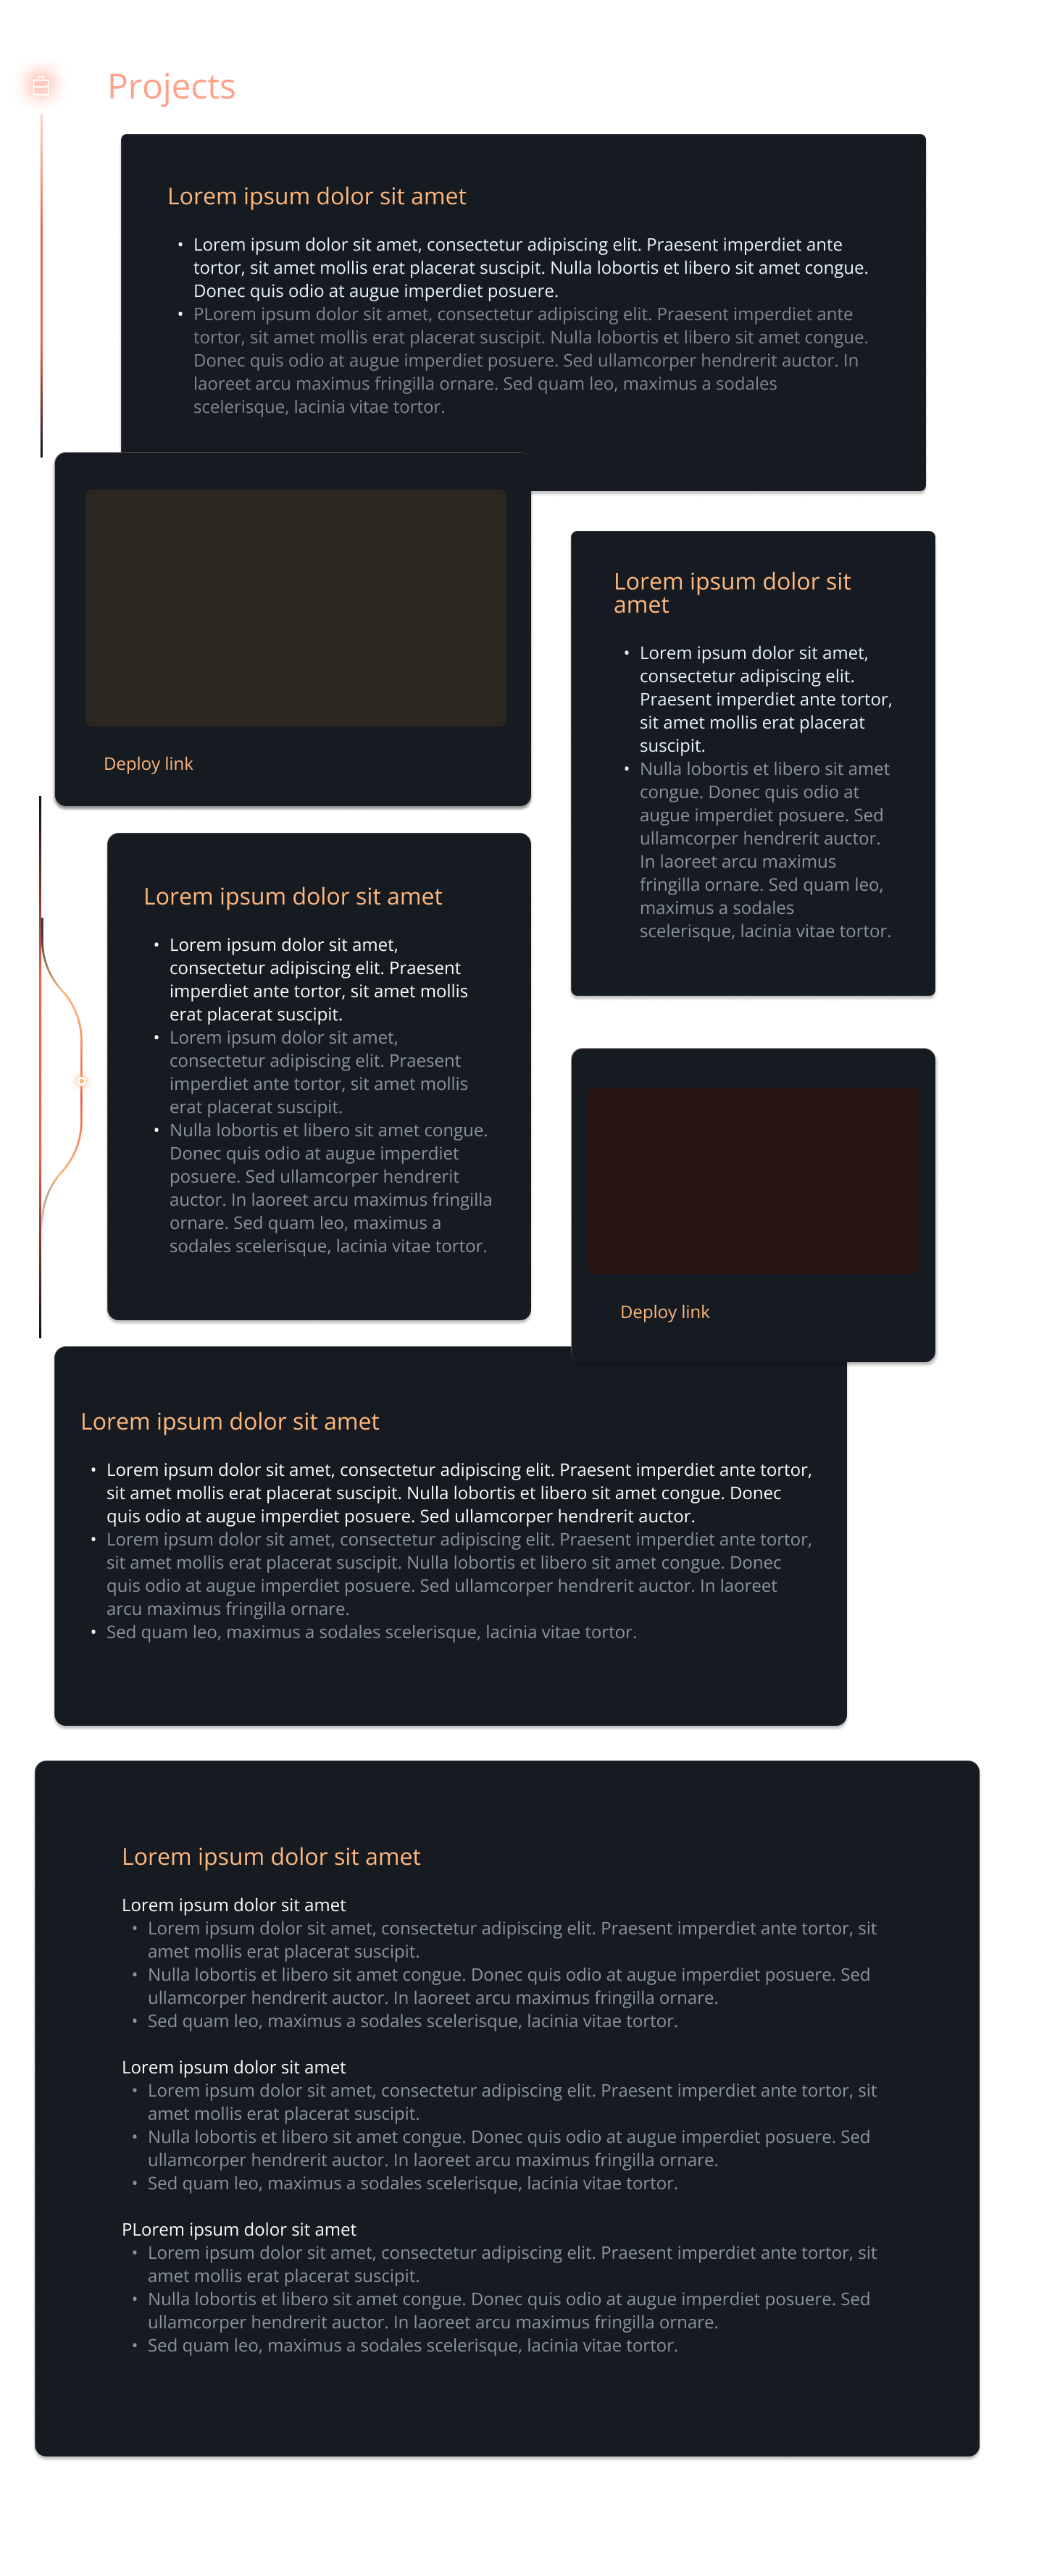 Projects
Lorem ipsum dolor sit amet
• Lorem ipsum dolor sit amet, consectetur adipiscing elit. Praesent imperdiet ante
tortor, sit amet mollis erat placerat suscipit. Nulla lobortis et libero sit amet congue.
Donec quis odio at augue imperdiet posuere.
• PLorem ipsum dolor sit amet, consectetur adipiscing elit. Praesent imperdiet ante
tortor, sit amet mollis erat placerat suscipit. Nulla lobortis et libero sit amet congue.
Donec quis odio at augue imperdiet posuere. Sed ullamcorper hendrerit auctor. In
laoreet arcu maximus fringilla ornare. Sed quam leo, maximus a sodales
scelerisque, lacinia vitae tortor.
Deploy link
Lorem ipsum dolor sit
amet
• Lorem ipsum dolor sit amet,
consectetur adipiscing elit.
Praesent imperdiet ante tortor,
sit amet mollis erat placerat
suscipit.
• Nulla lobortis et libero sit amet
congue. Donec quis odio at
augue imperdiet posuere. Sed
ullamcorper hendrerit auctor.
In laoreet arcu maximus
fringilla ornare. Sed quam leo,
maximus a sodales
scelerisque, lacinia vitae tortor.
Lorem ipsum dolor sit amet
• Lorem ipsum dolor sit amet,
consectetur adipiscing elit. Praesent
imperdiet ante tortor, sit amet mollis
erat placerat suscipit.
• Lorem ipsum dolor sit amet,
consectetur adipiscing elit. Praesent
imperdiet ante tortor, sit amet mollis
erat placerat suscipit.
• Nulla lobortis et libero sit amet congue.
Donec quis odio at augue imperdiet
posuere. Sed ullamcorper hendrerit
auctor. In laoreet arcu maximus fringilla
ornare. Sed quam leo, maximus a
sodales scelerisque, lacinia vitae tortor.
Deploy link
Lorem ipsum dolor sit amet
• Lorem ipsum dolor sit amet, consectetur adipiscing elit. Praesent imperdiet ante tortor,
sit amet mollis erat placerat suscipit. Nulla lobortis et libero sit amet congue. Donec
quis odio at augue imperdiet posuere. Sed ullamcorper hendrerit auctor.
• Lorem ipsum dolor sit amet, consectetur adipiscing elit. Praesent imperdiet ante tortor,
sit amet mollis erat placerat suscipit. Nulla lobortis et libero sit amet congue. Donec
quis odio at augue imperdiet posuere. Sed ullamcorper hendrerit auctor. In laoreet
arcu maximus fringilla ornare.
• Sed quam leo, maximus a sodales scelerisque, lacinia vitae tortor.
Lorem ipsum dolor sit amet
Lorem ipsum dolor sit amet
• Lorem ipsum dolor sit amet, consectetur adipiscing elit. Praesent imperdiet ante tortor, sit
amet mollis erat placerat suscipit.
• Nulla lobortis et libero sit amet congue. Donec quis odio at augue imperdiet posuere. Sed
ullamcorper hendrerit auctor. In laoreet arcu maximus fringilla ornare.
• Sed quam leo, maximus a sodales scelerisque, lacinia vitae tortor.
Lorem ipsum dolor sit amet
• Lorem ipsum dolor sit amet, consectetur adipiscing elit. Praesent imperdiet ante tortor, sit
amet mollis erat placerat suscipit.
• Nulla lobortis et libero sit amet congue. Donec quis odio at augue imperdiet posuere. Sed
ullamcorper hendrerit auctor. In laoreet arcu maximus fringilla ornare.
• Sed quam leo, maximus a sodales scelerisque, lacinia vitae tortor.
PLorem ipsum dolor sit amet
• Lorem ipsum dolor sit amet, consectetur adipiscing elit. Praesent imperdiet ante tortor, sit
amet mollis erat placerat suscipit.
• Nulla lobortis et libero sit amet congue. Donec quis odio at augue imperdiet posuere. Sed
ullamcorper hendrerit auctor. In laoreet arcu maximus fringilla ornare.
• Sed quam leo, maximus a sodales scelerisque, lacinia vitae tortor.